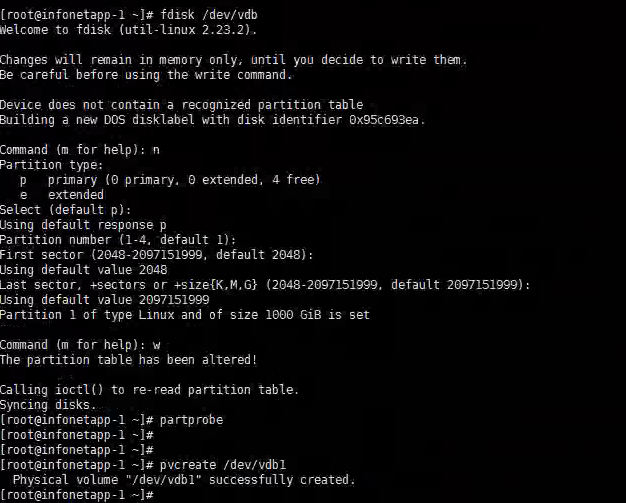 [root@infonetapp-1 ~]# fdisk /dev/vdb
Welcome to fdisk (util-linux 2.23.2).
Changes will remain in memory only, until you decide to write them.
Be careful before using the write command.
Device does not contain a recognized partition table
Building a new DOS disklabel with disk identifier 0x95c693ea.
Command (m for help): n
Partition type:
   p   primary (0 primary, 0 extended, 4 free)
   e   extended
Select (default p):
Using default response p
Partition number (1-4, default 1):
First sector (2048-2097151999, default 2048):
Using default value 2048
Last sector, +sectors or +size{K,M,G} (2048-2097151999, default 2097151999):
Using default value 2097151999
Partition 1 of type Linux and of size 1000 GiB is set
Command (m for help): w
The partition table has been altered!
Calling ioctl() to re-read partition table.
Syncing disks.
[root@infonetapp-1 ~]# partprobe
[root@infonetapp-1 ~]#
[root@infonetapp-1 ~]#
[root@infonetapp-1 ~]# pvcreate /dev/vdb1
  Physical volume "/dev/vdb1" successfully created.
[root@infonetapp-1 ~]#